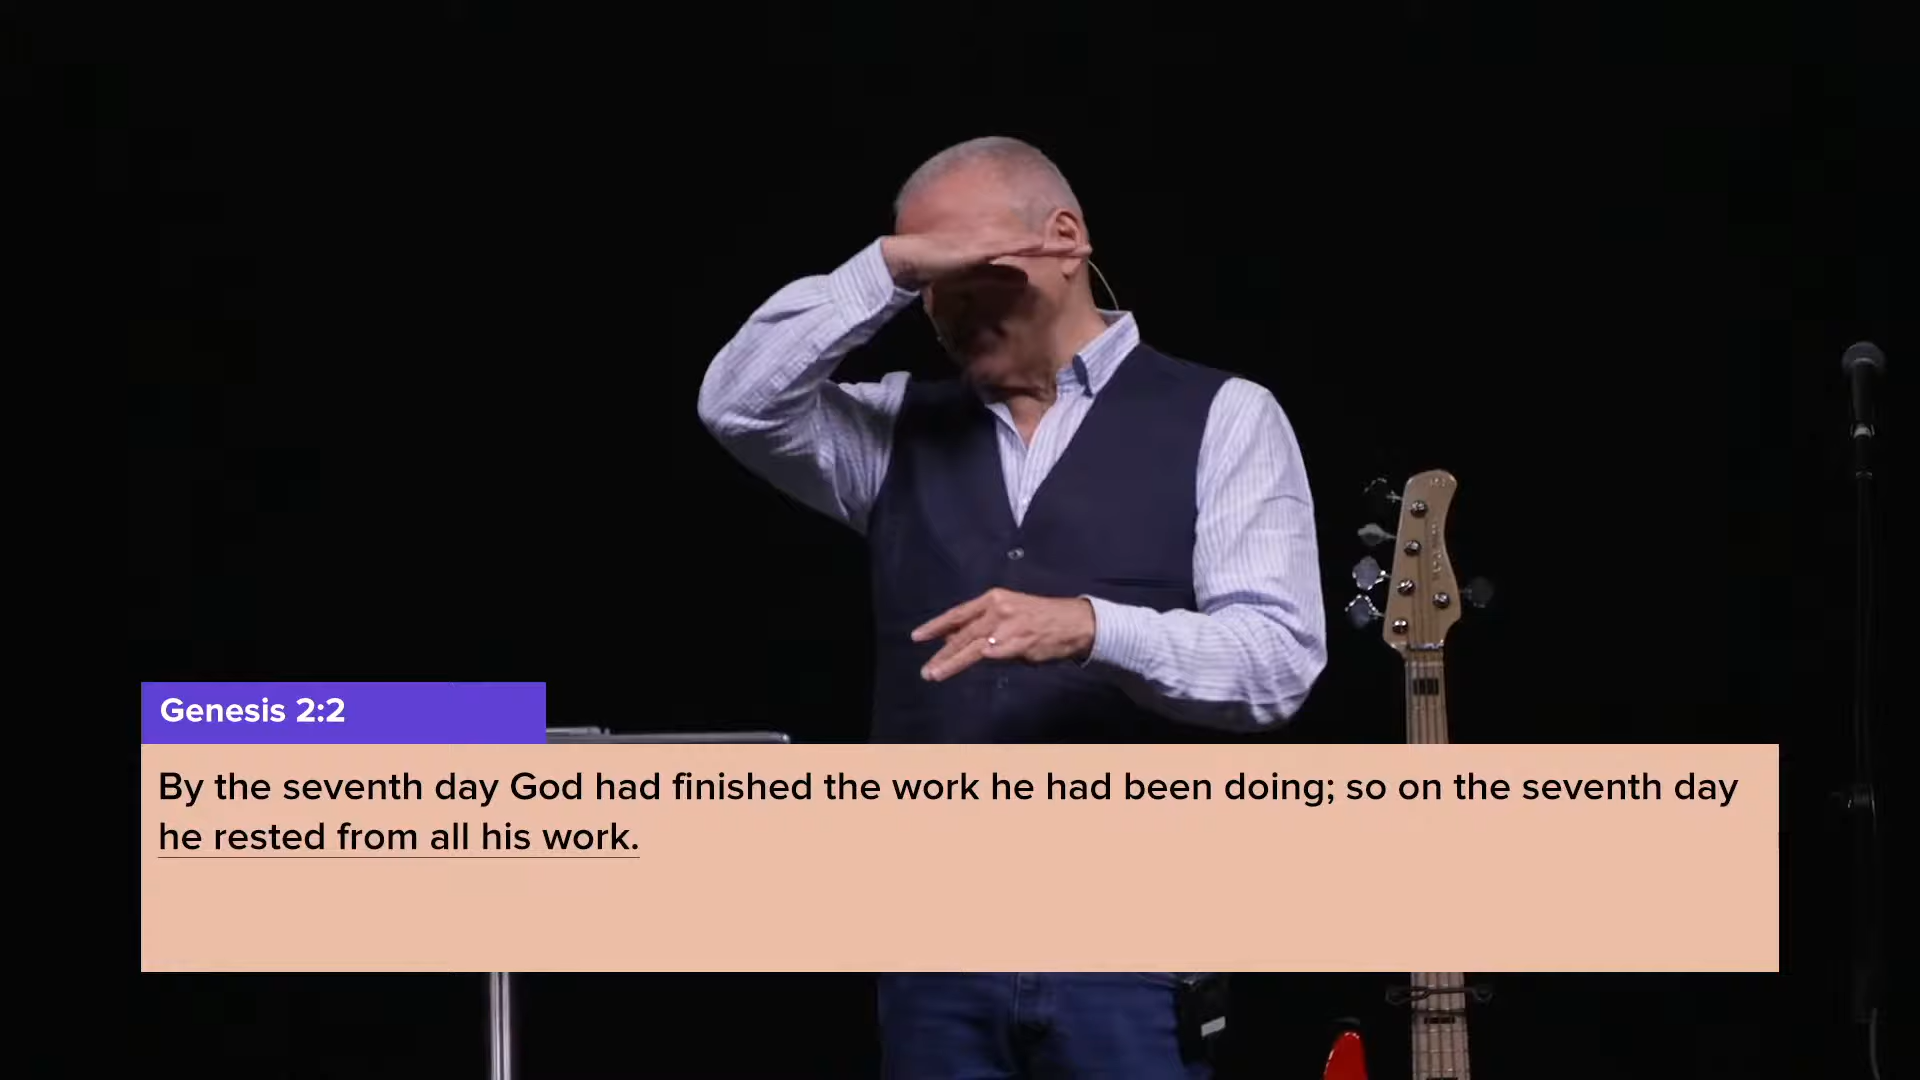 Genesis 2:2
By the seventh day God had finished the work he had been doing; so on the seventh day
he rested from all his work.